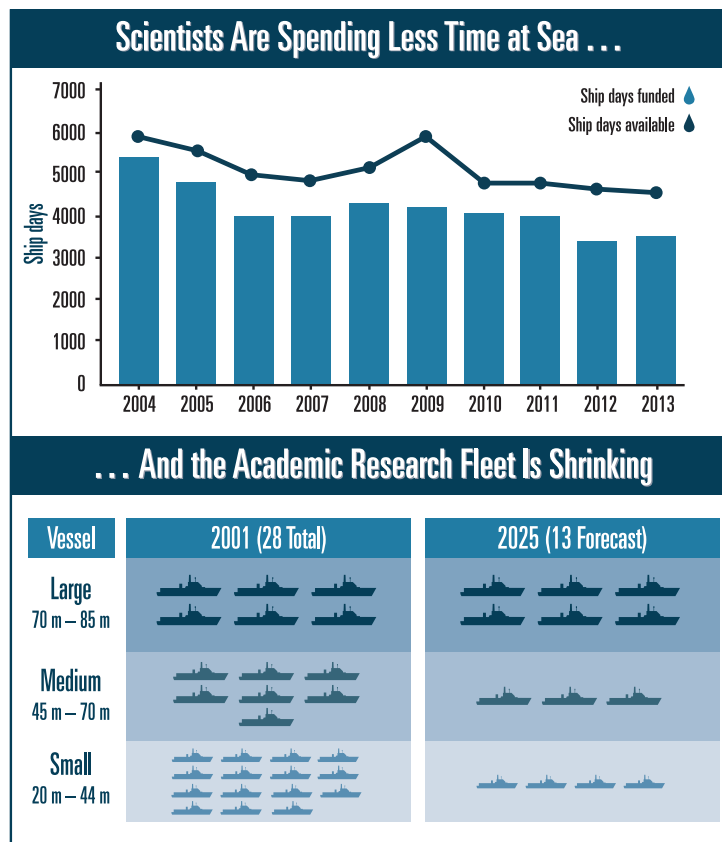 Scientists Are Spending Less Time at Sea ...
Ship days funded
Ship days available
Ship days
7000
6000
5000
4000
3000
2000
1000
0
2004 2005 2006 2007 2008 2009 2010 2011 2012 2013
... And the Academic Research Fleet Is Shrinking
Vessel 2001 (28 Total) 2025 (13 Forecast)
Large
70 m – 85 m
Medium
45 m – 70 m
Small
20 m – 44 m